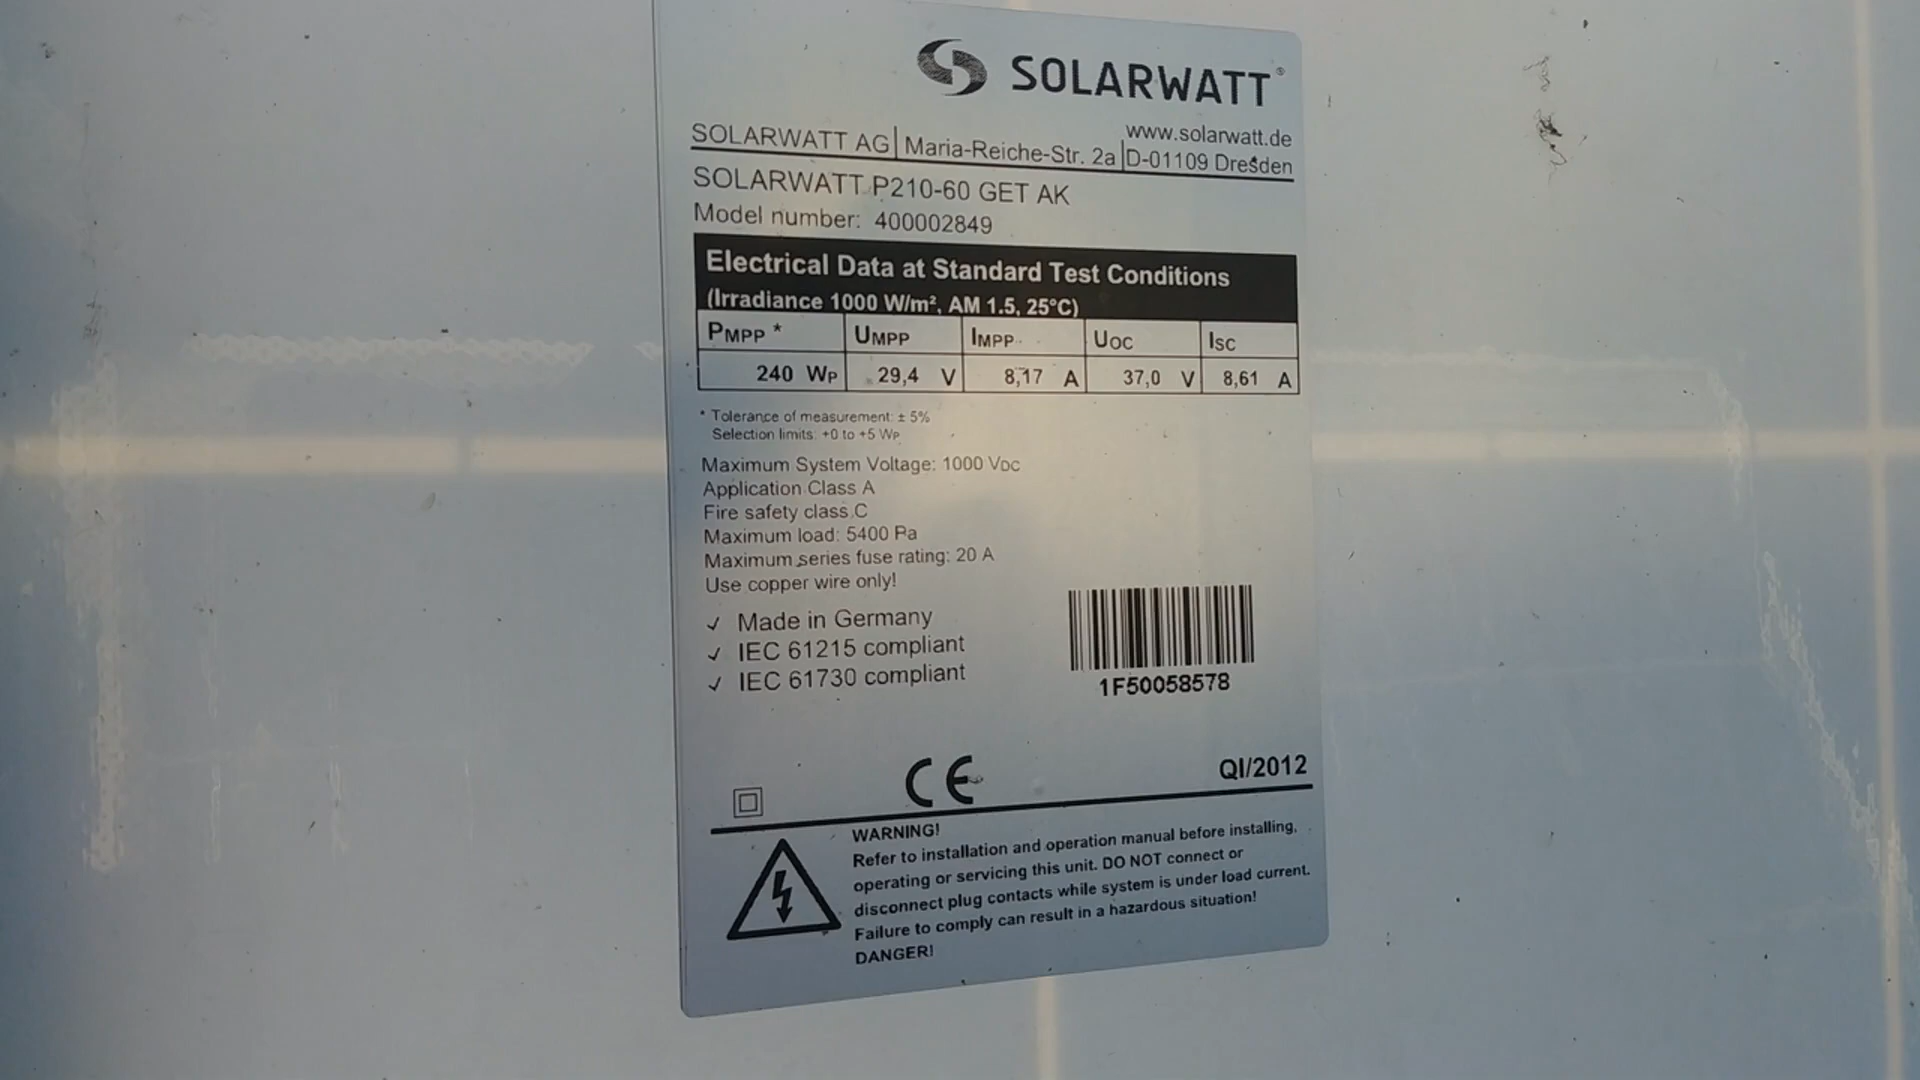 SOLARWATT®
www.solarwatt.de
SOLARWATT AG | Maria-Reiche-Str. 2a | D-01109 Dresden
SOLARWATT P210-60 GET AK
Model number: 400002849
Electrical Data at Standard Test Conditions
(Irradiance 1000 W/m², AM 1.5, 25°C)
PMPP * UMPP IMPP UOC ISC
240 WP 29,4 V 8,17 A 37,0 V 8,61 A
* Tolerance of measurement: ± 5%
Selection limits: +0 to +5 WP
Maximum System Voltage: 1000 VDC
Application Class A
Fire safety class C
Maximum load: 5400 Pa
Maximum series fuse rating: 20 A
Use copper wire only!
✓ Made in Germany
✓ IEC 61215 compliant
✓ IEC 61730 compliant
1F50058578
CE
QI/2012
WARNING!
Refer to installation and operation manual before installing,
operating or servicing this unit. DO NOT connect or
disconnect plug contacts while system is under load current.
Failure to comply can result in a hazardous situation!
DANGER!